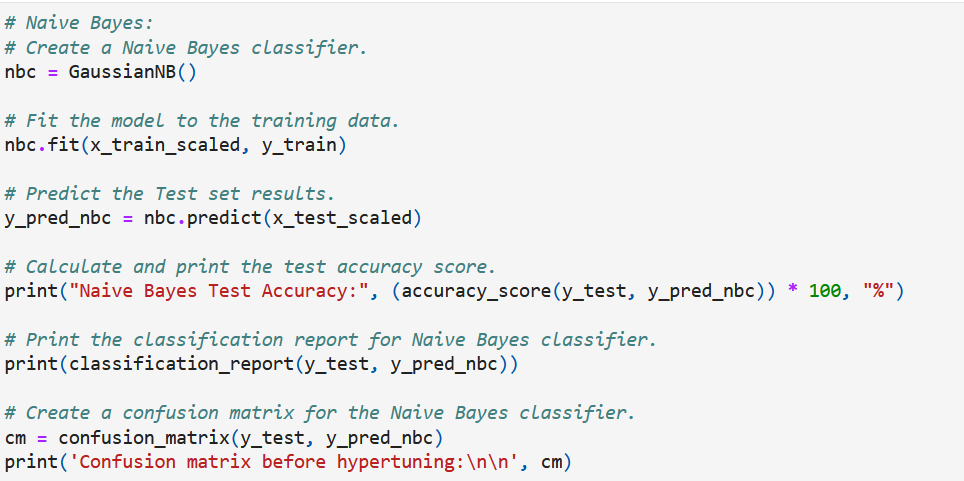 # Naive Bayes:
# Create a Naive Bayes classifier.
nbc = GaussianNB()
# Fit the model to the training data.
nbc.fit(x_train_scaled, y_train)
# Predict the Test set results.
y_pred_nbc = nbc.predict(x_test_scaled)
# Calculate and print the test accuracy score.
print("Naive Bayes Test Accuracy:", (accuracy_score(y_test, y_pred_nbc)) * 100, "%")
# Print the classification report for Naive Bayes classifier.
print(classification_report(y_test, y_pred_nbc))
# Create a confusion matrix for the Naive Bayes classifier.
cm = confusion_matrix(y_test, y_pred_nbc)
print('Confusion matrix before hypertuning:\n\n', cm)